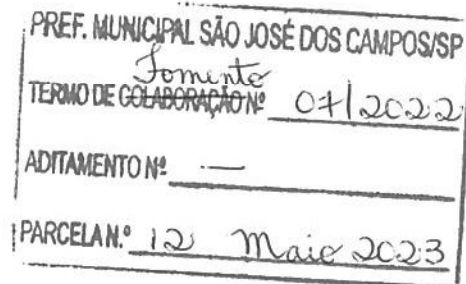 PREF. MUNICIPAL SÃO JOSÉ DOS CAMPOS/SP
Fomento
TERMO DE COLABORAÇÃO Nº 07/2022
ADITAMENTO Nº —
PARCELA N.º 12 Maio 2023